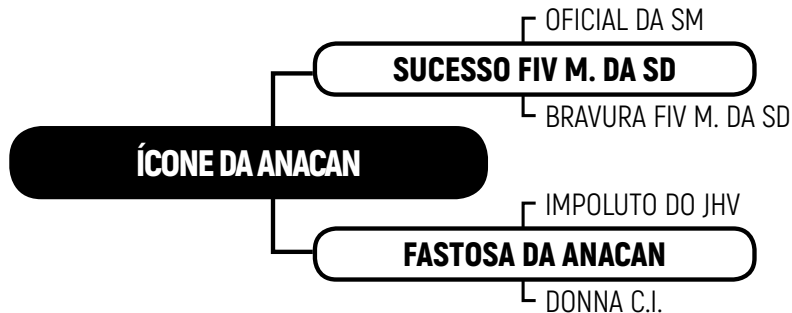 OFICIAL DA SM
SUCESSO FIV M. DA SD
BRAVURA FIV M. DA SD
ÍCONE DA ANACAN
IMPOLUTO DO JHV
FASTOSA DA ANACAN
DONNA C.I.